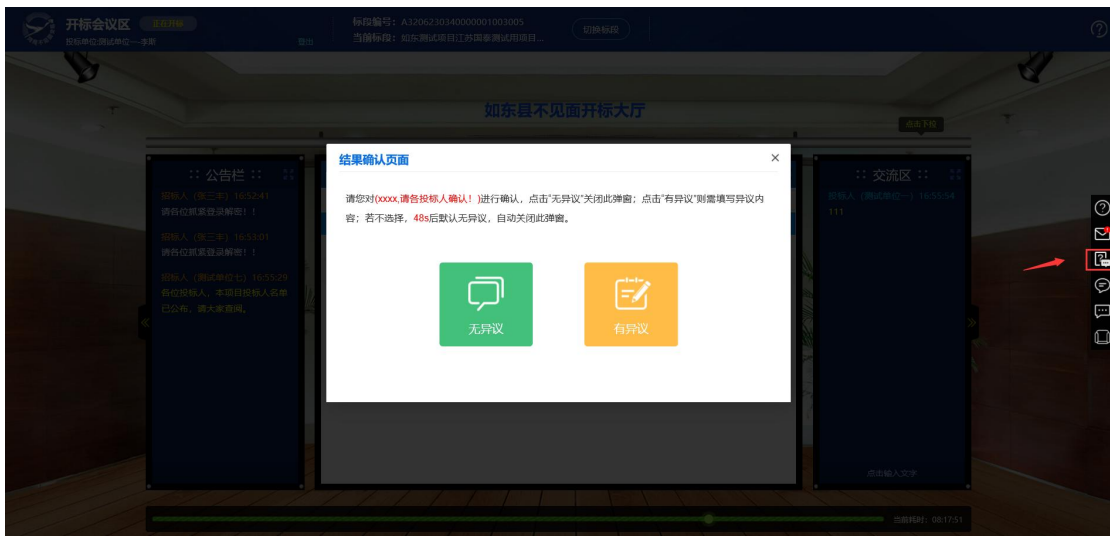 开标会议区 正在开标
投标单位:测试单位一-李斯 登出
标段编号：A3206230340000001003005
当前标段：如东测试项目江苏国泰测试用项目... 切换标段
如东县不见面开标大厅
点击下拉
:: 公告栏 ::
招标人（张三丰）16:52:41
请各位抓紧登录解密！！
招标人（张三丰）16:53:01
请各位抓紧登录解密！！
招标人（测试单位七）16:55:29
各位投标人，本项目投标人名单
已公布，请大家查阅。
结果确认页面
请您对(xxxx,请各投标人确认！)进行确认，点击“无异议”关闭此弹窗；点击“有异议”则需填写异议内
容；若不选择，48s后默认无异议，自动关闭此弹窗。
无异议
有异议
:: 交流区 ::
投标人（测试单位一）16:55:54
111
点击输入文字
当前耗时：08:17:51